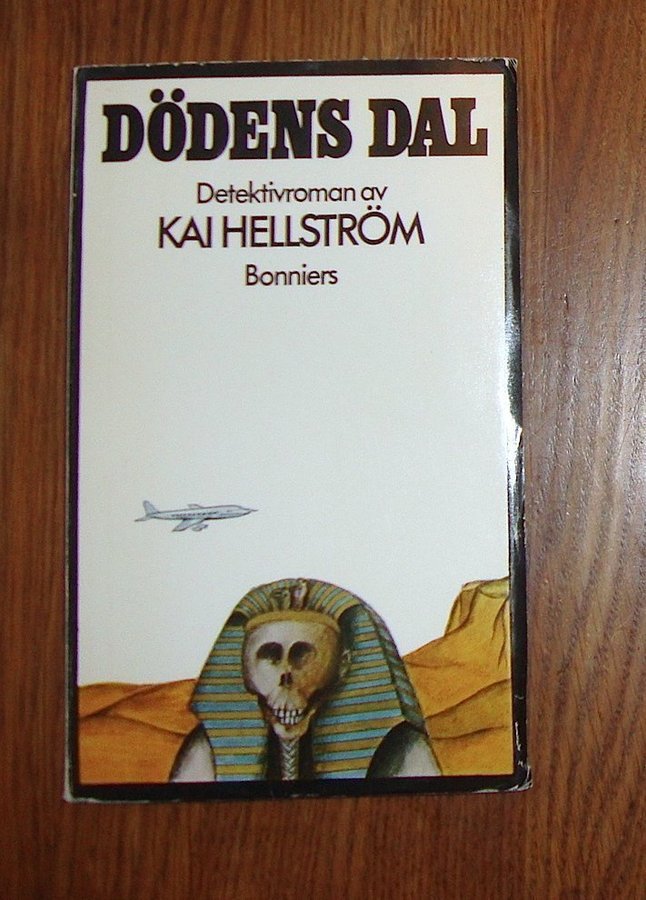 DÖDENS DAL
Detektivroman av
KAI HELLSTRÖM
Bonniers